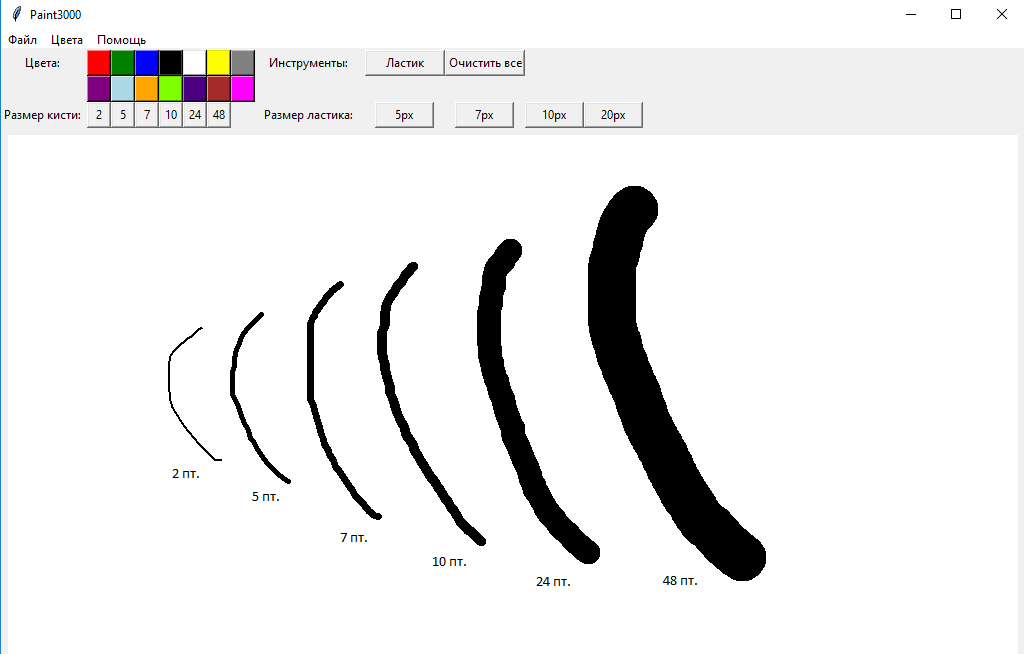 Paint3000
Файл Цвета Помощь
Цвета: Инструменты: Ластик Очистить все
Размер кисти: 2 5 7 10 24 48 Размер ластика: 5px 7px 10px 20px
2 пт.
5 пт.
7 пт.
10 пт.
24 пт.
48 пт.